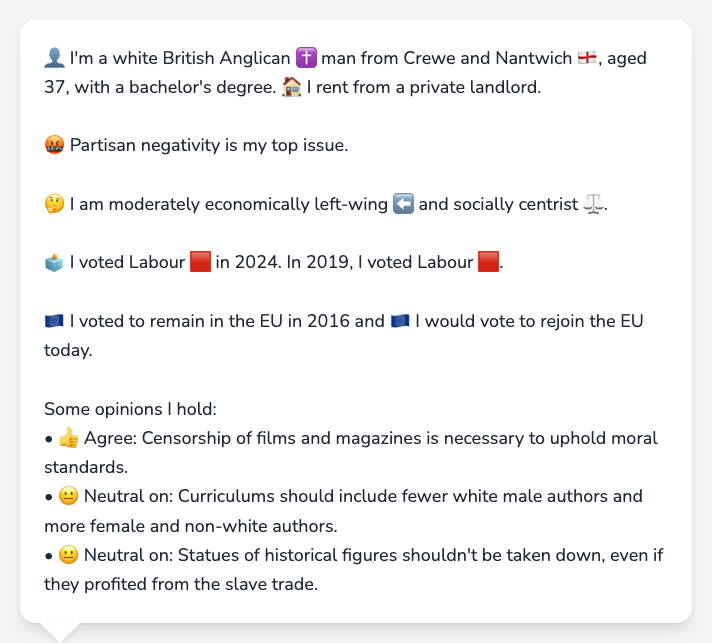 👤 I'm a white British Anglican ✝️ man from Crewe and Nantwich 🏴󠁧󠁢󠁥󠁮󠁧󠁿, aged
37, with a bachelor's degree. 🏠 I rent from a private landlord.
🤬 Partisan negativity is my top issue.
🤔 I am moderately economically left-wing ⬅️ and socially centrist ⚖️.
🗳️ I voted Labour 🟥 in 2024. In 2019, I voted Labour 🟥.
🇪🇺 I voted to remain in the EU in 2016 and 🇪🇺 I would vote to rejoin the EU
today.
Some opinions I hold:
• 👍 Agree: Censorship of films and magazines is necessary to uphold moral
standards.
• 😐 Neutral on: Curriculums should include fewer white male authors and
more female and non-white authors.
• 😐 Neutral on: Statues of historical figures shouldn't be taken down, even if
they profited from the slave trade.